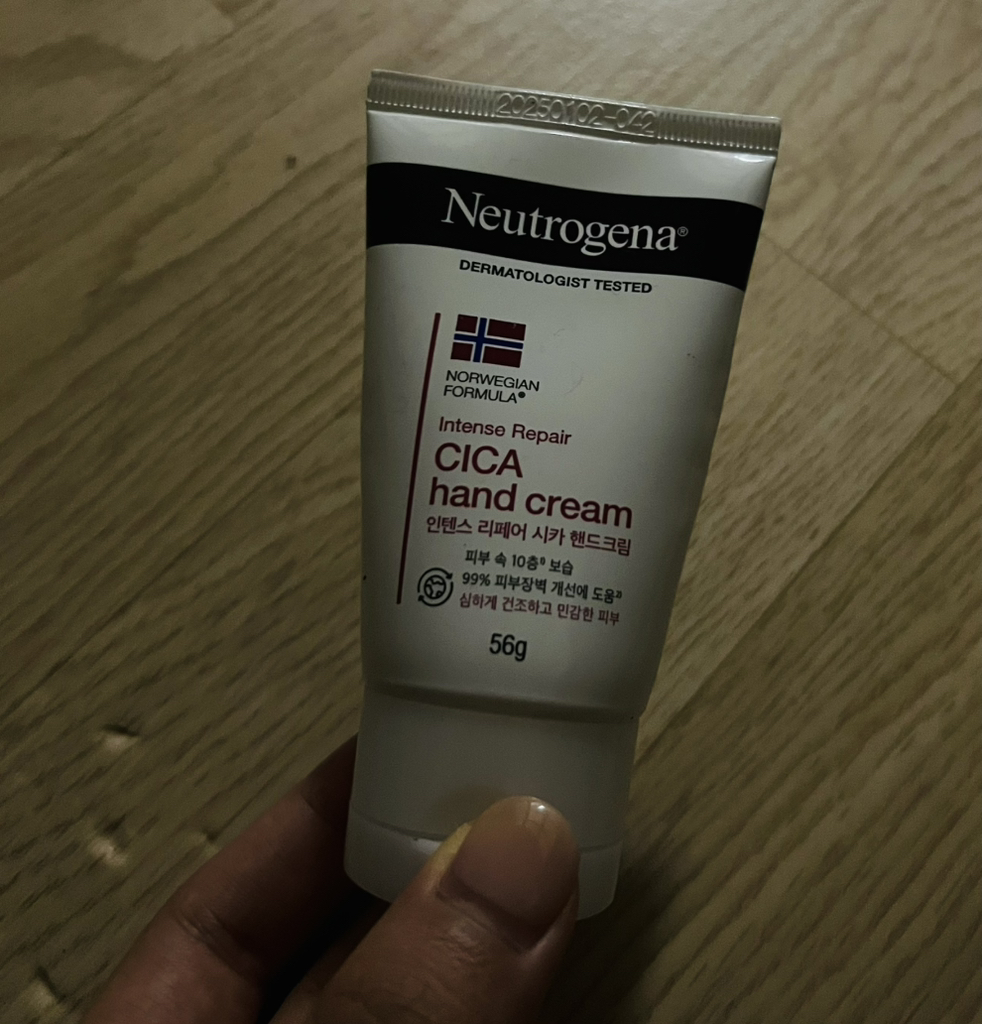 20250102-042
Neutrogena®
DERMATOLOGIST TESTED
NORWEGIAN
FORMULA®
Intense Repair
CICA
hand cream
인텐스 리페어 시카 핸드크림
피부 속 10층 보습
99% 피부장벽 개선에 도움
심하게 건조하고 민감한 피부
56g